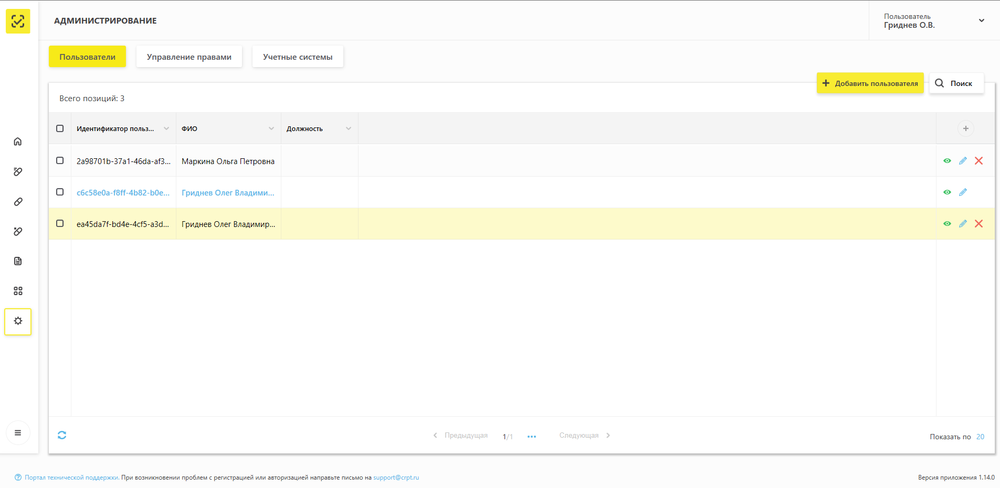 АДМИНИСТРИРОВАНИЕ
Пользователь
Гриднев О.В.
Пользователи
Управление правами
Учетные системы
Добавить пользователя
Поиск
Всего позиций: 3
Идентификатор польз... ФИО Должность
2a98701b-37a1-46da-af3... Маркина Ольга Петровна
c6c58e0a-f8ff-4b82-b0e... Гриднев Олег Владими...
ea45da7f-bd4e-4cf5-a3d... Гриднев Олег Владимир...
Предыдущая 1/1 ... Следующая
Показать по 20
Портал технической поддержки. При возникновении проблем с регистрацией или авторизацией направьте письмо на support@crpt.ru
Версия приложения 1.14.0